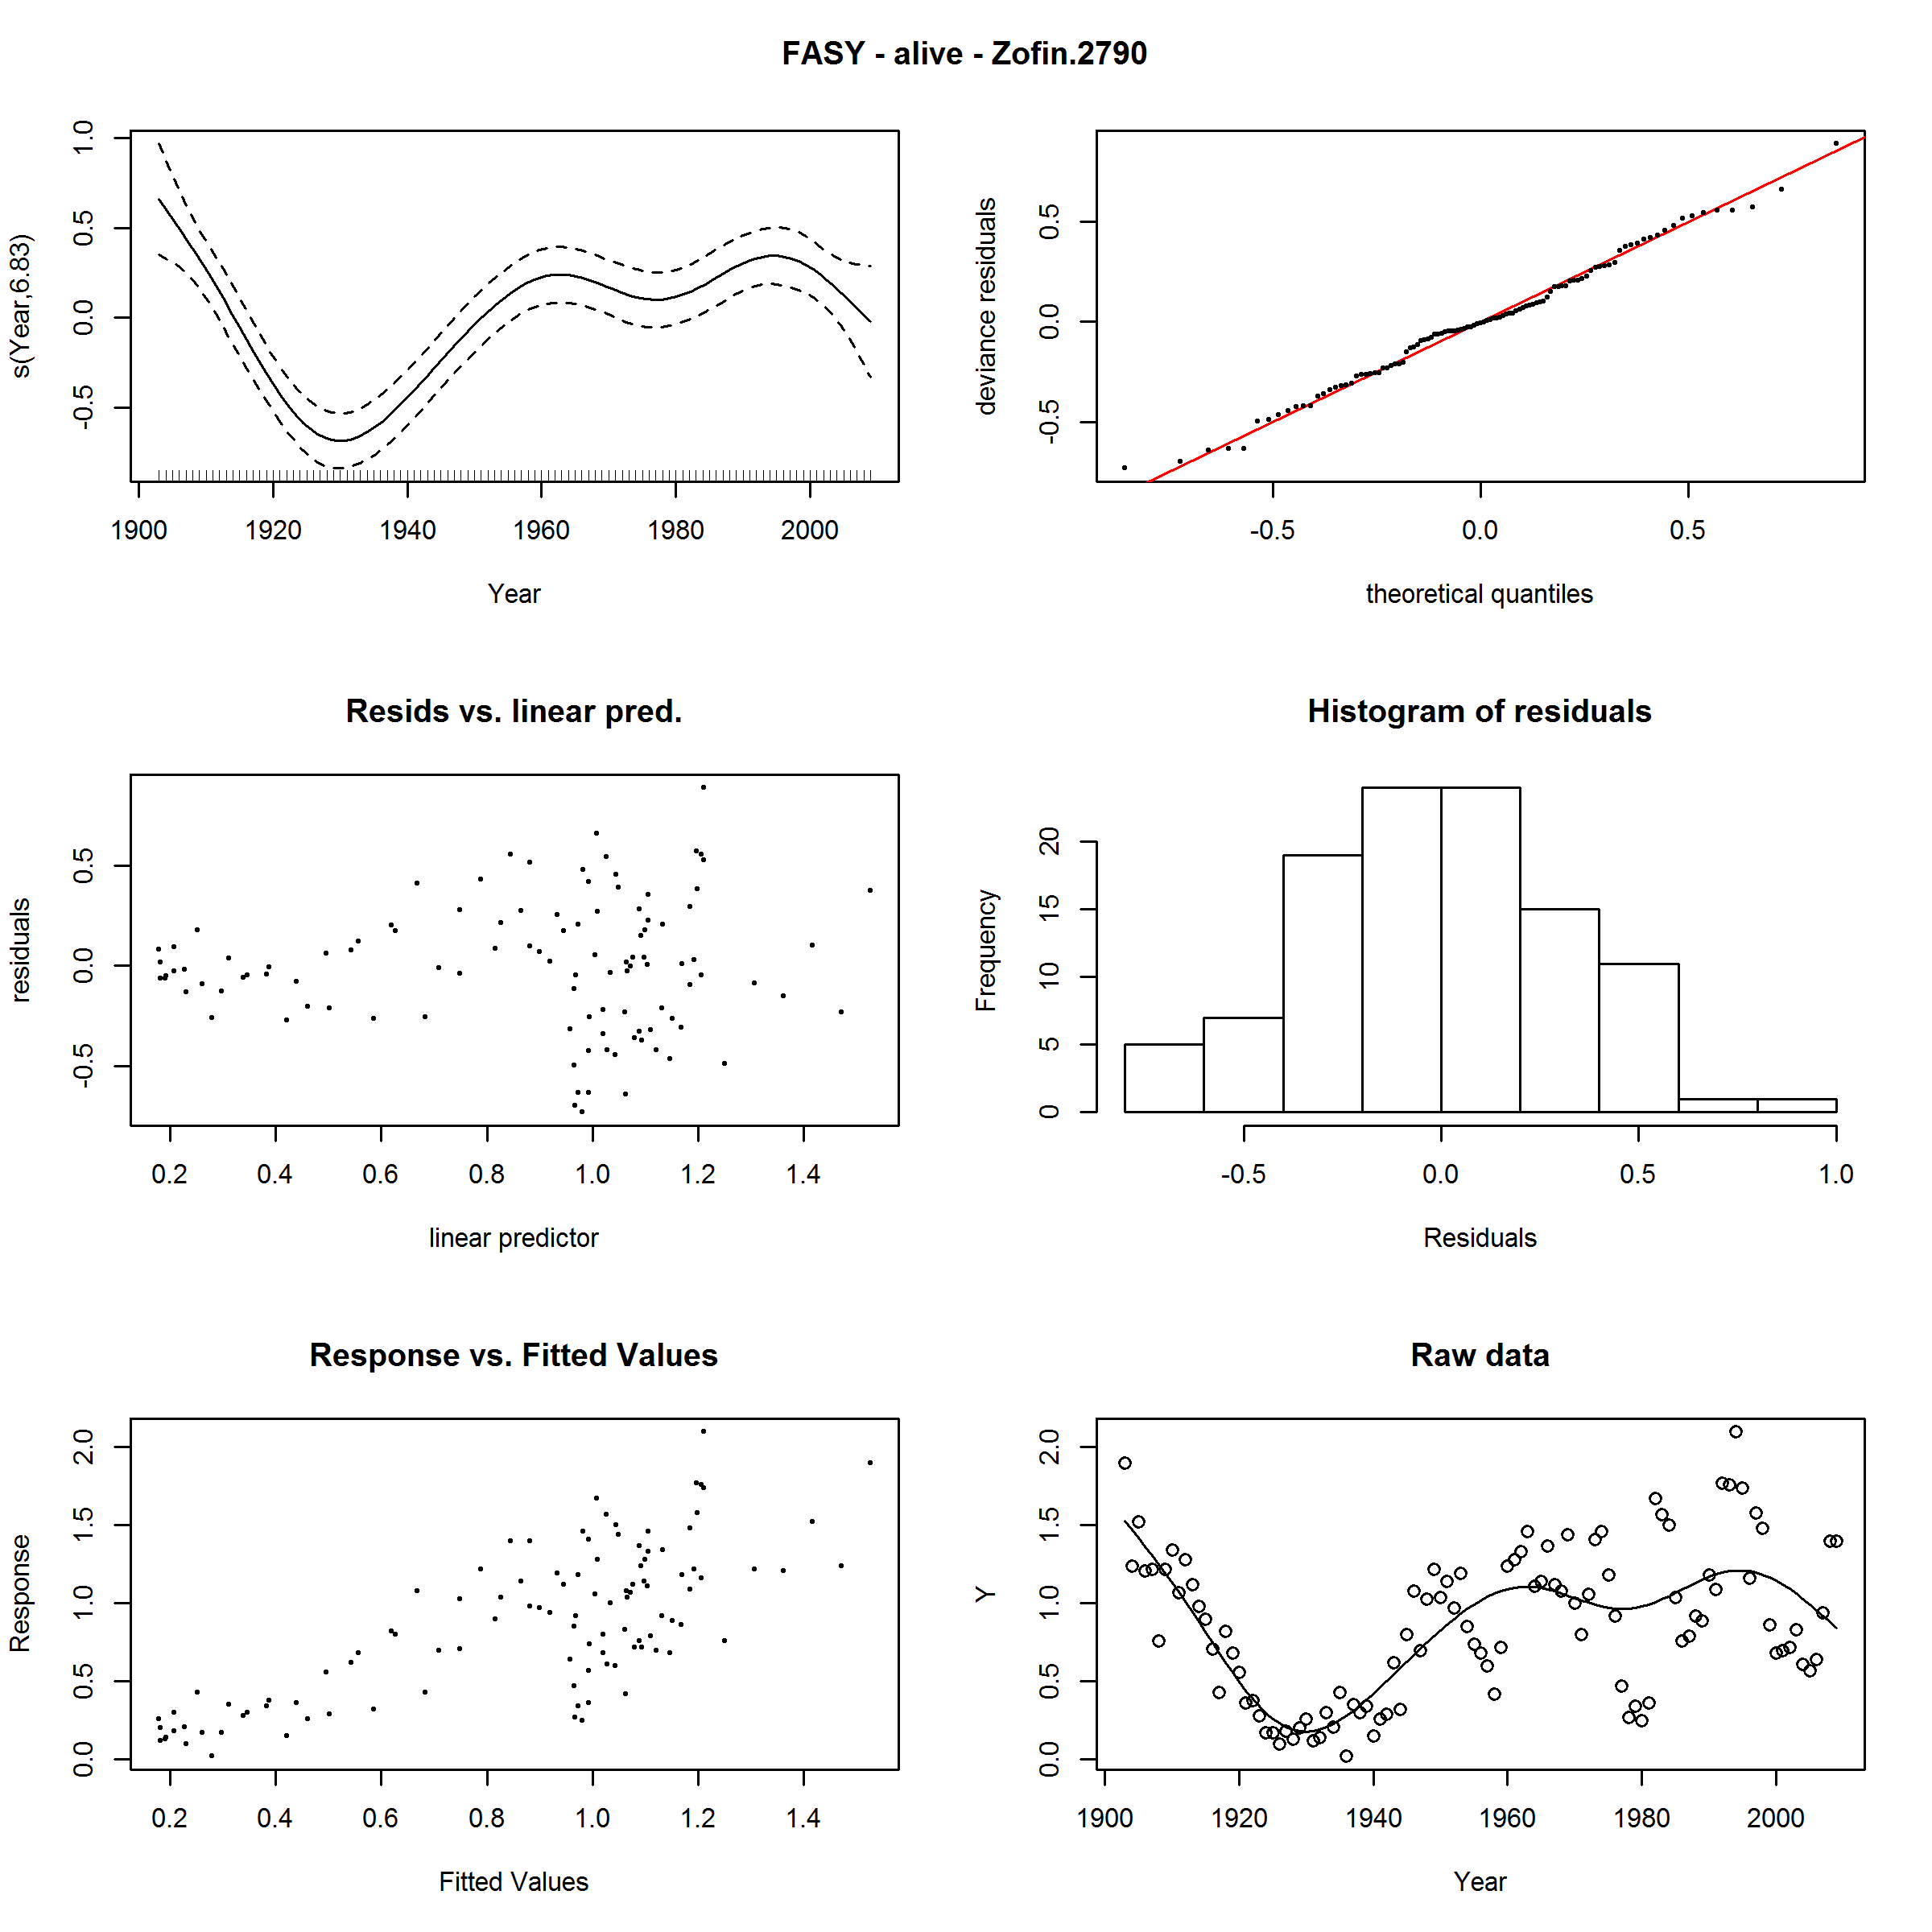 FASY - alive - Zofin.2790
s(Year,6.83)
1.0
0.5
0.0
-0.5
1900 1920 1940 1960 1980 2000
Year
deviance residuals
0.5
0.0
-0.5
-0.5 0.0 0.5
theoretical quantiles
Resids vs. linear pred.
residuals
0.5
0.0
-0.5
0.2 0.4 0.6 0.8 1.0 1.2 1.4
linear predictor
Histogram of residuals
Frequency
20
15
10
5
0
-0.5 0.0 0.5 1.0
Residuals
Response vs. Fitted Values
Response
2.0
1.5
1.0
0.5
0.0
0.2 0.4 0.6 0.8 1.0 1.2 1.4
Fitted Values
Raw data
Y
2.0
1.5
1.0
0.5
0.0
1900 1920 1940 1960 1980 2000
Year